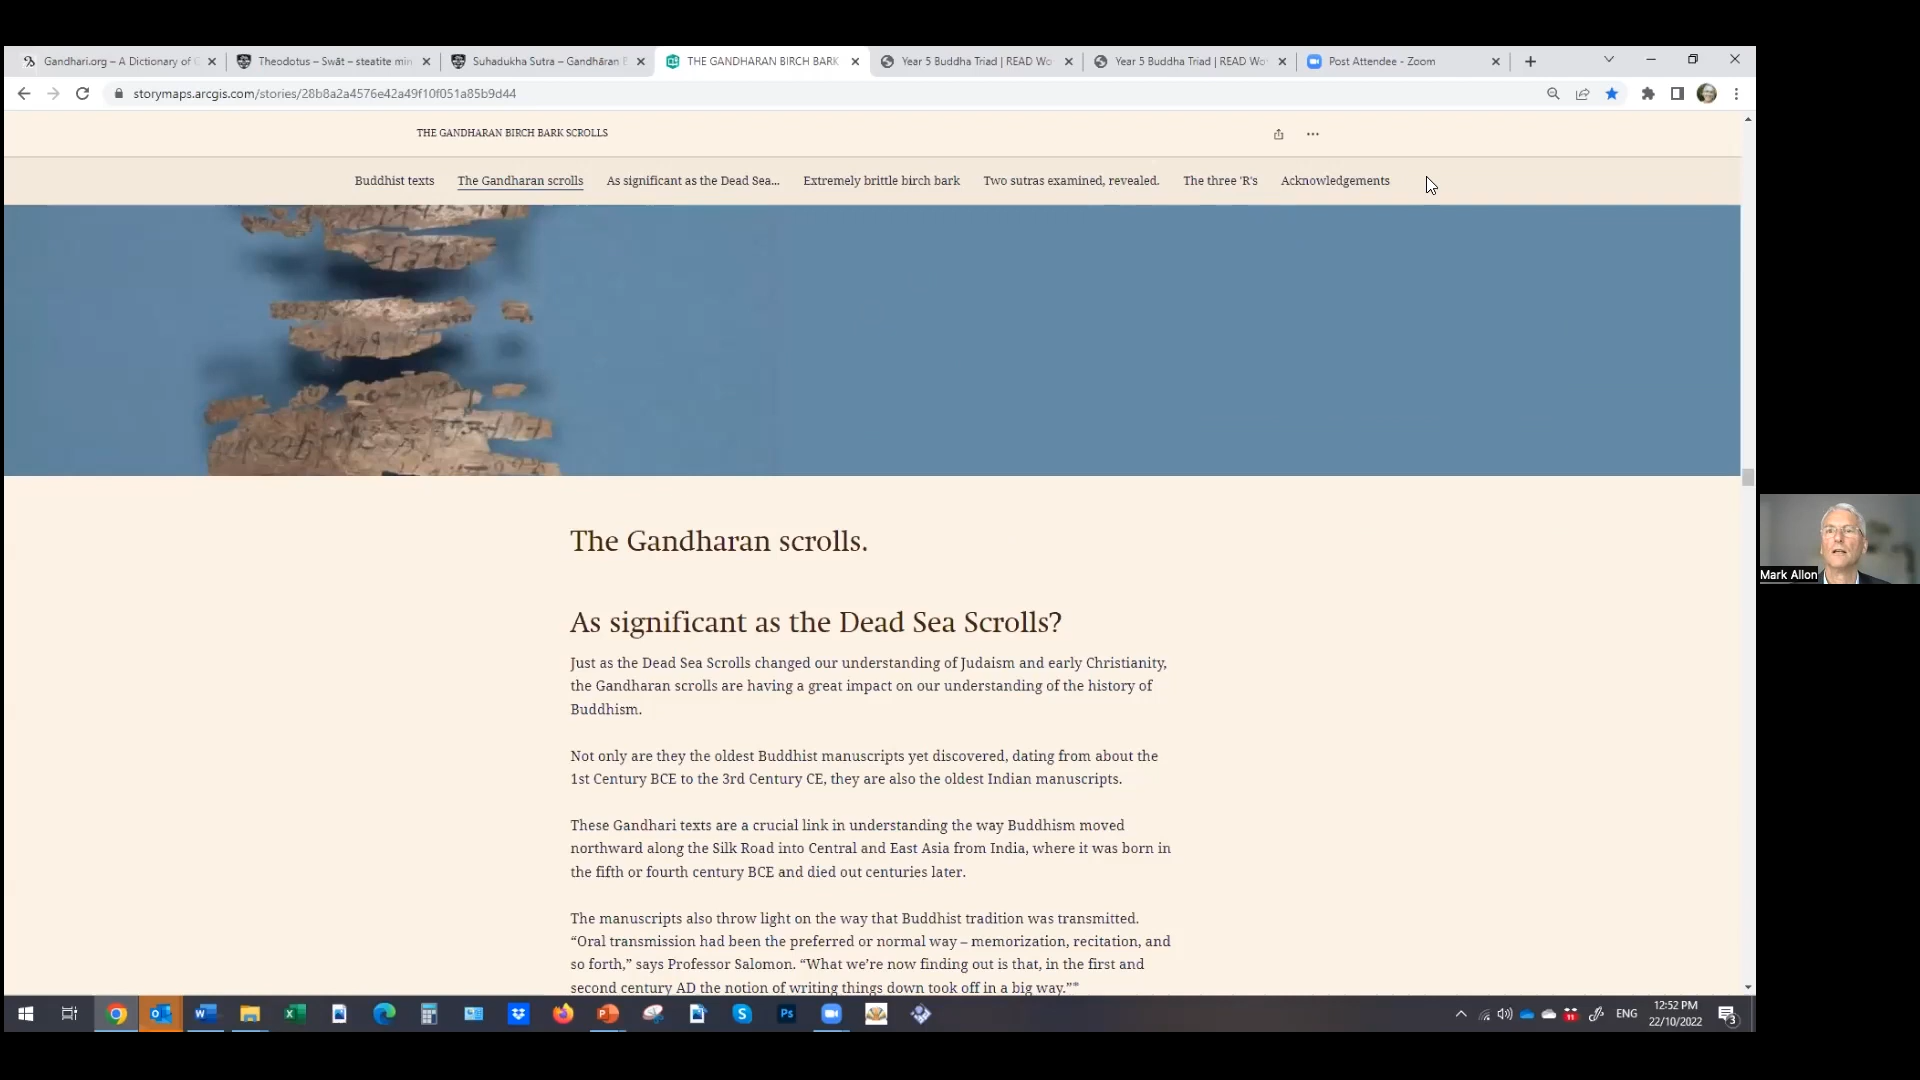 Gandhari.org – A Dictionary of G
Theodotus – Swāt – steatite min
Suhadukha Sutra – Gandhāran B
THE GANDHARAN BIRCH BARK
Year 5 Buddha Triad | READ Wo
Year 5 Buddha Triad | READ Wo
Post Attendee - Zoom
storymaps.arcgis.com/stories/28b8a2a4576e42a49f10f051a85b9d44
THE GANDHARAN BIRCH BARK SCROLLS
Buddhist texts The Gandharan scrolls As significant as the Dead Sea... Extremely brittle birch bark Two sutras examined, revealed. The three 'R's Acknowledgements
The Gandharan scrolls.
As significant as the Dead Sea Scrolls?
Just as the Dead Sea Scrolls changed our understanding of Judaism and early Christianity,
the Gandharan scrolls are having a great impact on our understanding of the history of
Buddhism.
Not only are they the oldest Buddhist manuscripts yet discovered, dating from about the
1st Century BCE to the 3rd Century CE, they are also the oldest Indian manuscripts.
These Gandhari texts are a crucial link in understanding the way Buddhism moved
northward along the Silk Road into Central and East Asia from India, where it was born in
the fifth or fourth century BCE and died out centuries later.
The manuscripts also throw light on the way that Buddhist tradition was transmitted.
“Oral transmission had been the preferred or normal way – memorization, recitation, and
so forth,” says Professor Salomon. “What we’re now finding out is that, in the first and
second century AD the notion of writing things down took off in a big way.”*
Mark Allon
ENG
12:52 PM
22/10/2022
3